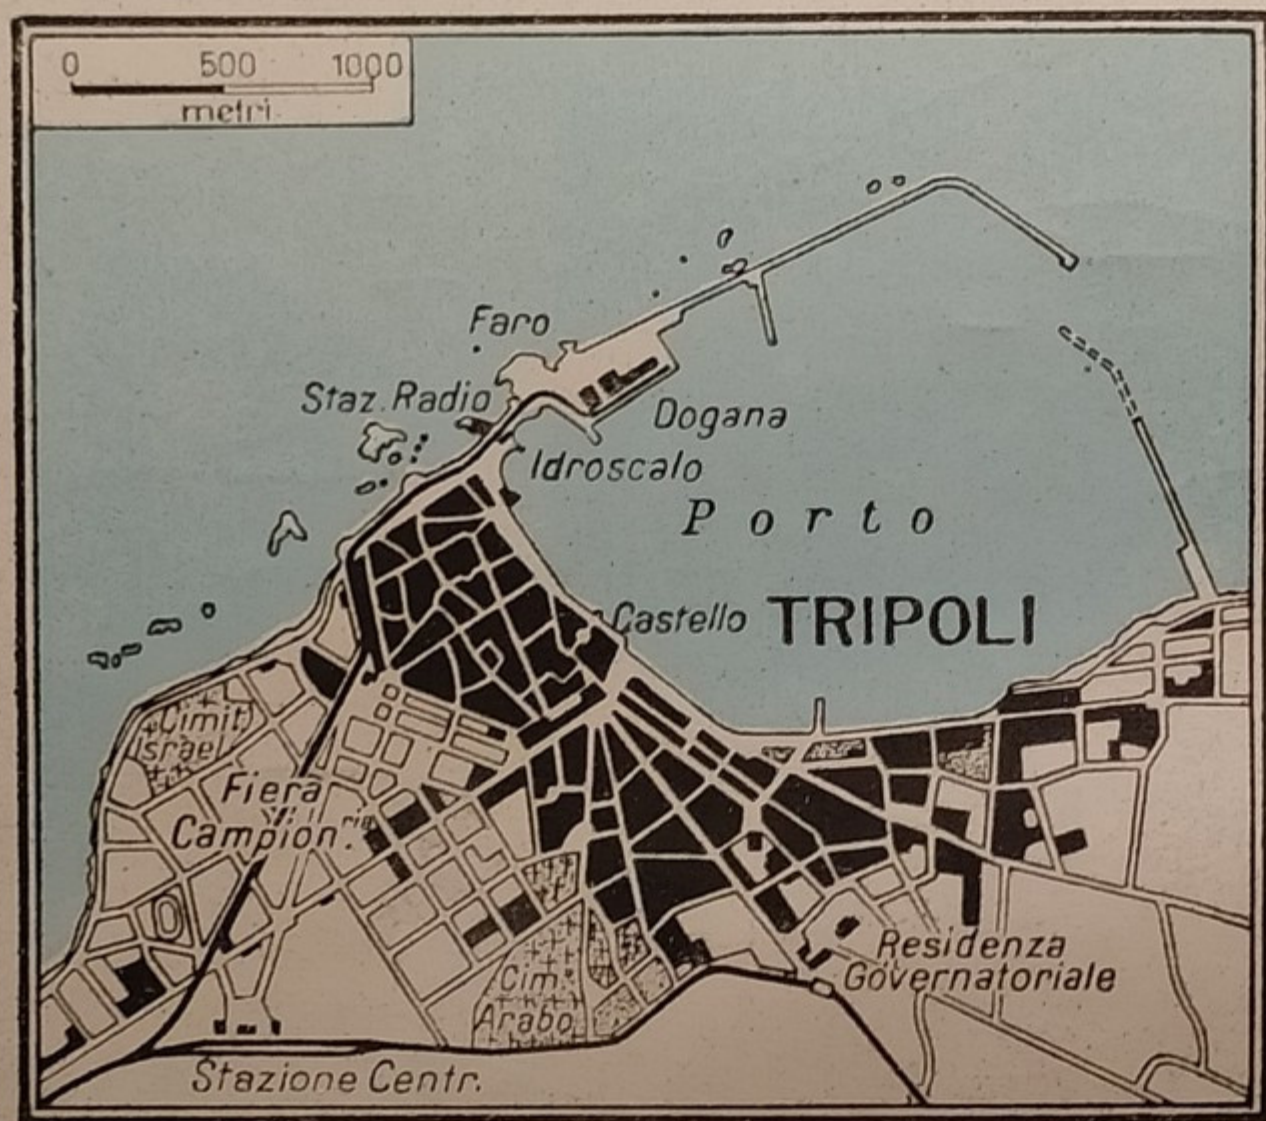 0 500 1000
metri
Faro
Staz. Radio
Dogana
Idroscalo
Porto
Castello
TRIPOLI
Cimit.
Israel.
Fiera
Campion.ria
Residenza
Governatoriale
Cim.
Arabo
Stazione Centr.